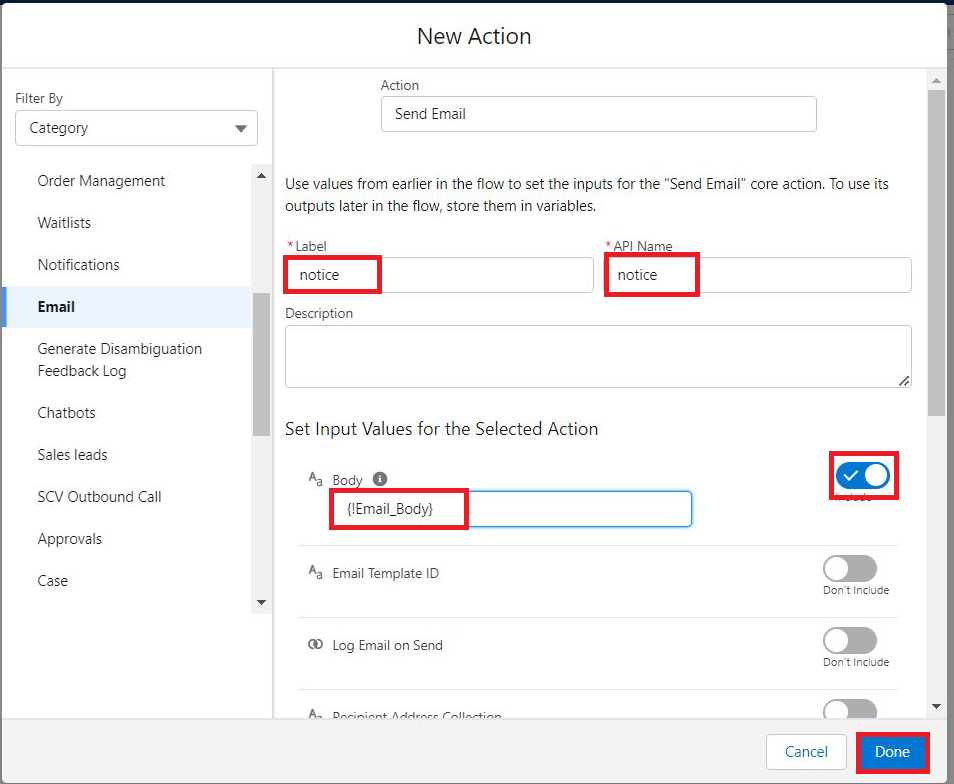 New Action
Filter By
Category
Order Management
Waitlists
Notifications
Email
Generate Disambiguation
Feedback Log
Chatbots
Sales leads
SCV Outbound Call
Approvals
Case
Action
Send Email
Use values from earlier in the flow to set the inputs for the "Send Email" core action. To use its
outputs later in the flow, store them in variables.
*Label
*API Name
notice
notice
Description
Set Input Values for the Selected Action
Aa Body
{!Email_Body}
Include
Aa Email Template ID
Don't Include
Log Email on Send
Don't Include
Aa Recipient Address Collection
Cancel
Done